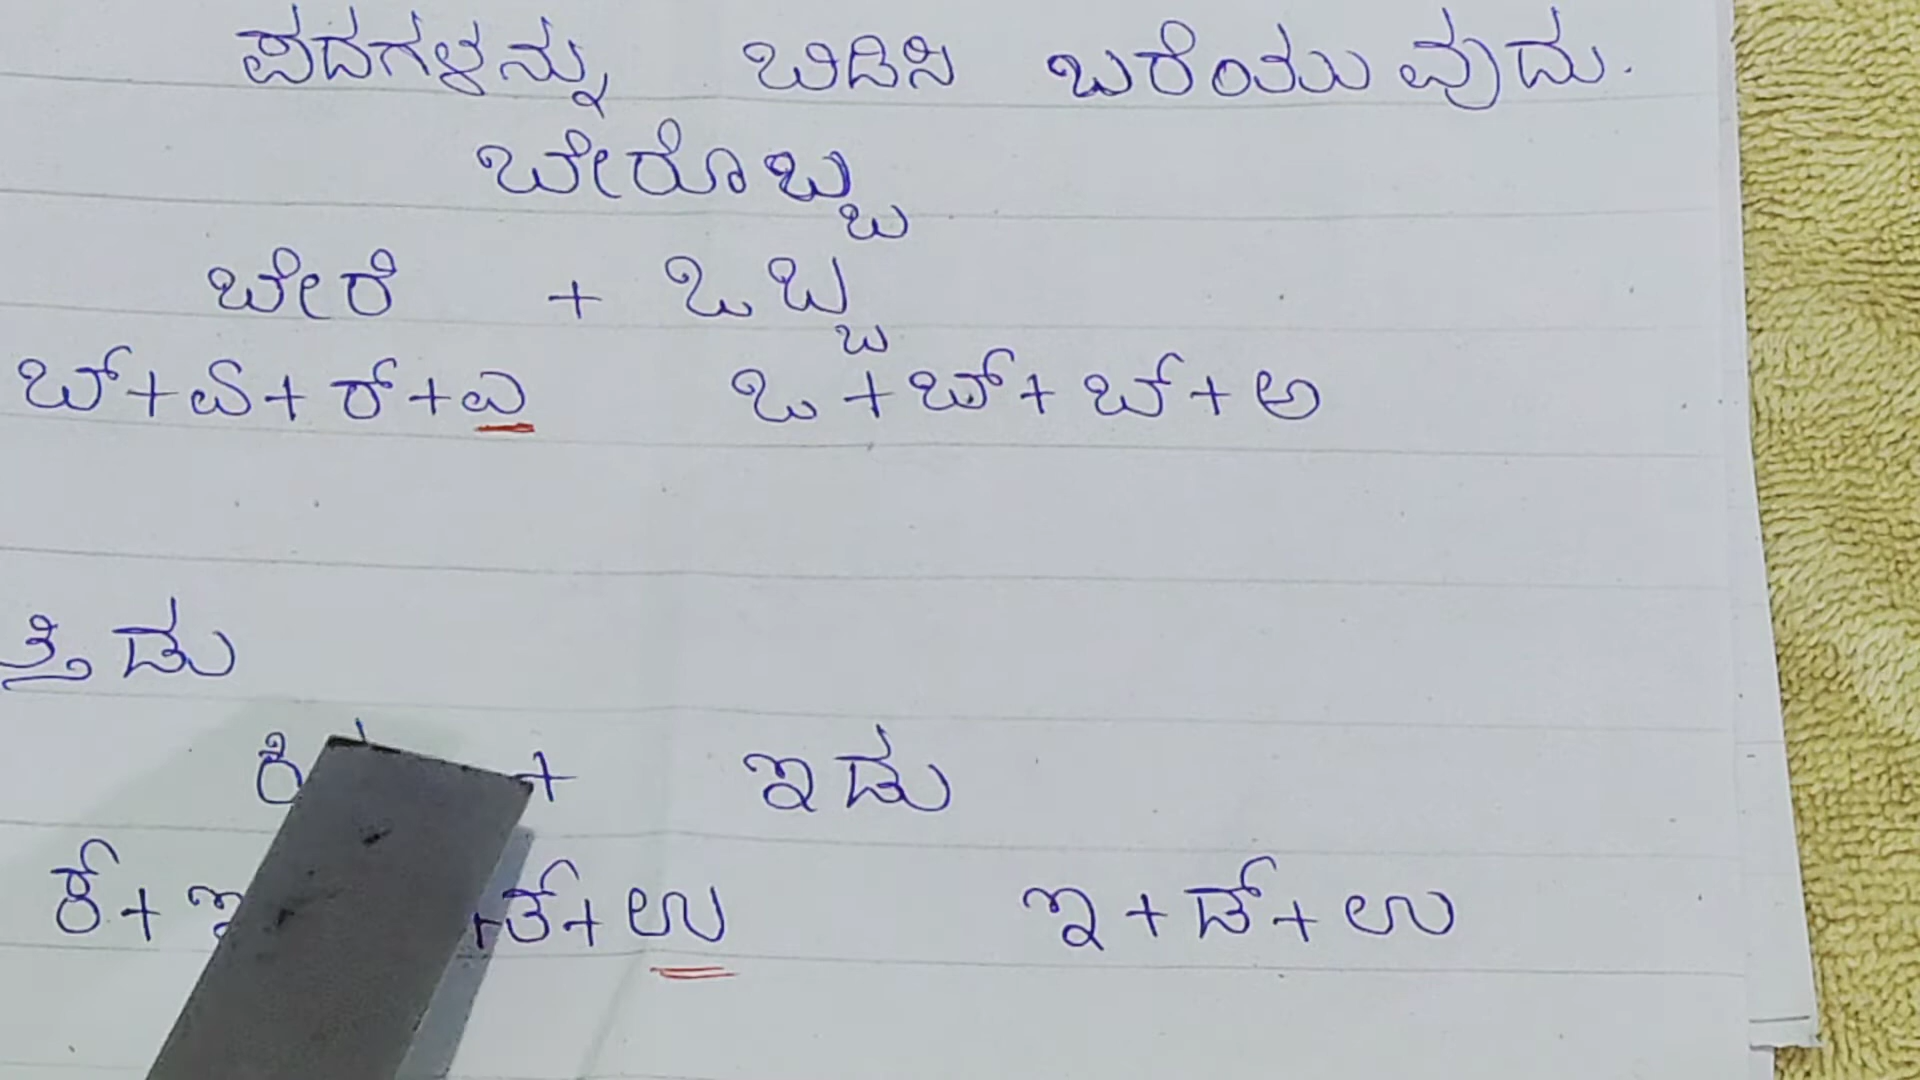 ಪದಗಳನ್ನು ಬಿಡಿಸಿ ಬರೆಯುವುದು.
ಬೇರೊಬ್ಬ
ಬೇರೆ + ಒಬ್ಬ
ಬ್+ಏ+ರ್+ಎ ಒ+ಬ್+ಬ್+ಅ
ತ್ತಿಡು
+ ಇಡು
ಕ್+ಇ +ತ್+ಉ ಇ+ಡ್+ಉ